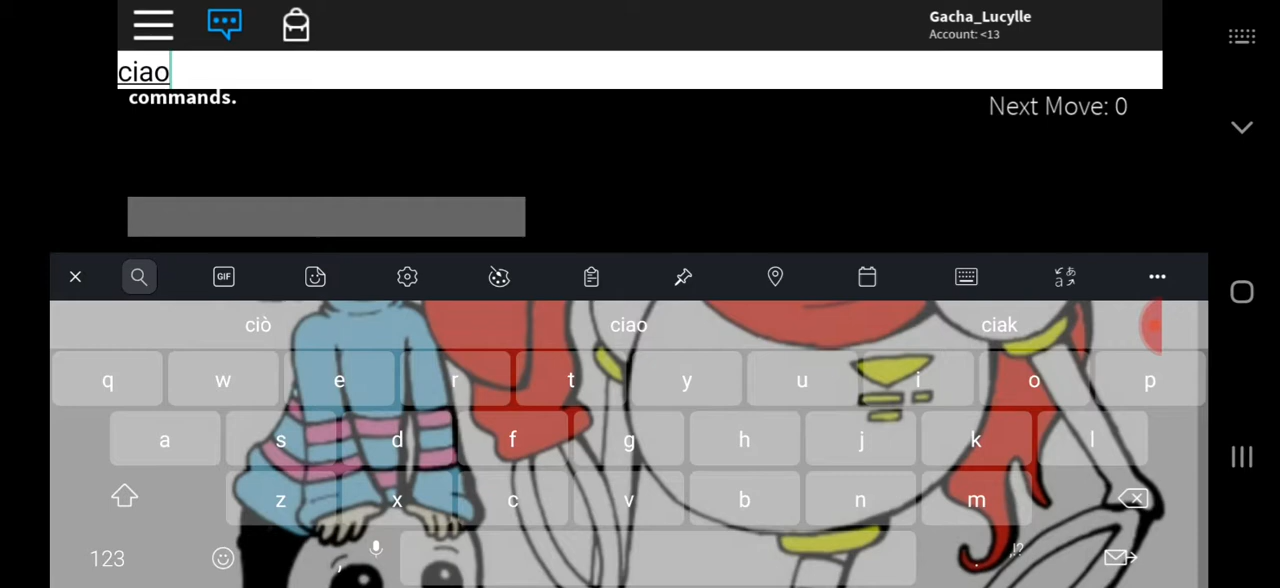 Gacha_Lucylle
Account: <13
ciao
commands.
Next Move: 0
GIF
ciò ciao ciak
q w e r t y u i o p
a s d f g h j k l
z x c v b n m
123 , . ,!?